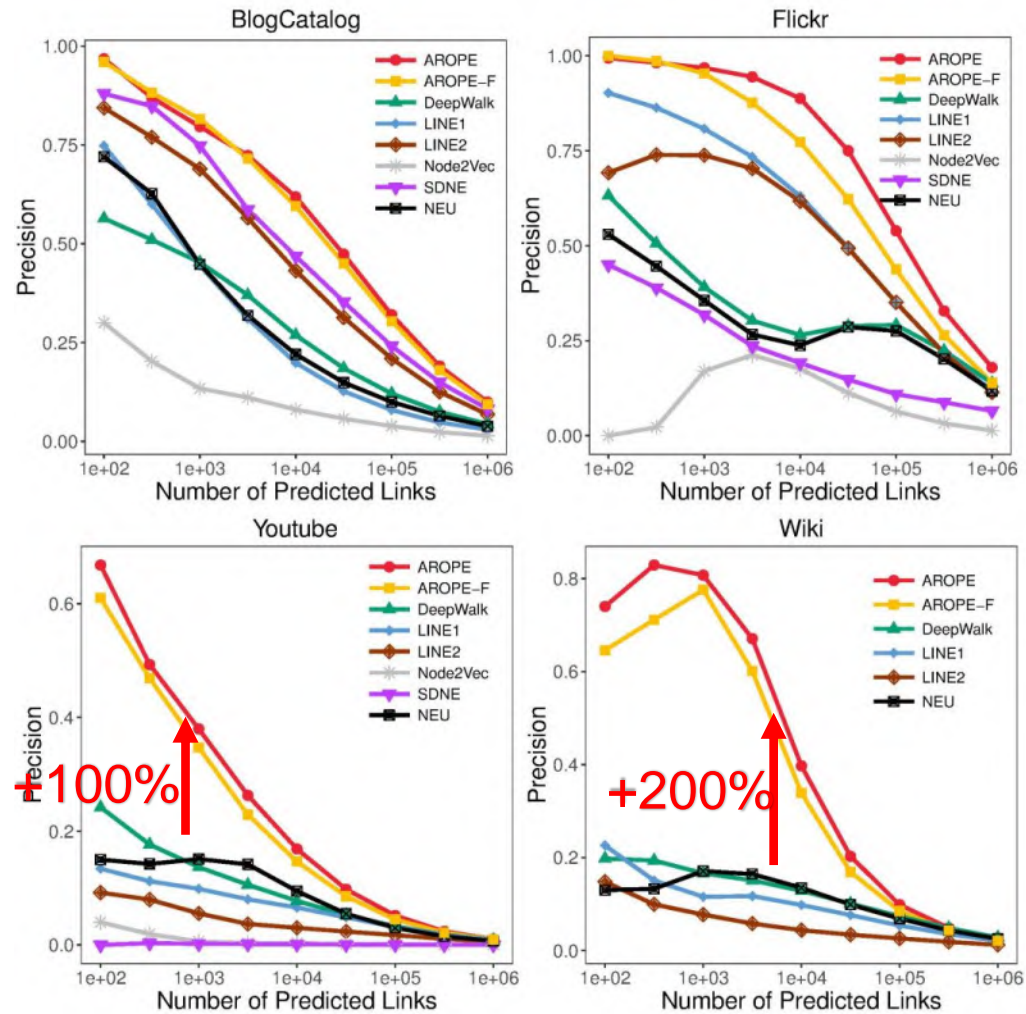 BlogCatalog
1.00
0.75
0.50
0.25
0.00
Precision
AROPE
AROPE-F
DeepWalk
LINE1
LINE2
Node2Vec
SDNE
NEU
1e+02 1e+03 1e+04 1e+05 1e+06
Number of Predicted Links
Flickr
1.00
0.75
0.50
0.25
0.00
Precision
AROPE
AROPE-F
DeepWalk
LINE1
LINE2
Node2Vec
SDNE
NEU
1e+02 1e+03 1e+04 1e+05 1e+06
Number of Predicted Links
Youtube
0.6
0.4
0.2
0.0
Precision
AROPE
AROPE-F
DeepWalk
LINE1
LINE2
Node2Vec
SDNE
NEU
+100%
1e+02 1e+03 1e+04 1e+05 1e+06
Number of Predicted Links
Wiki
0.8
0.6
0.4
0.2
0.0
Precision
AROPE
AROPE-F
DeepWalk
LINE1
LINE2
NEU
+200%
1e+02 1e+03 1e+04 1e+05 1e+06
Number of Predicted Links